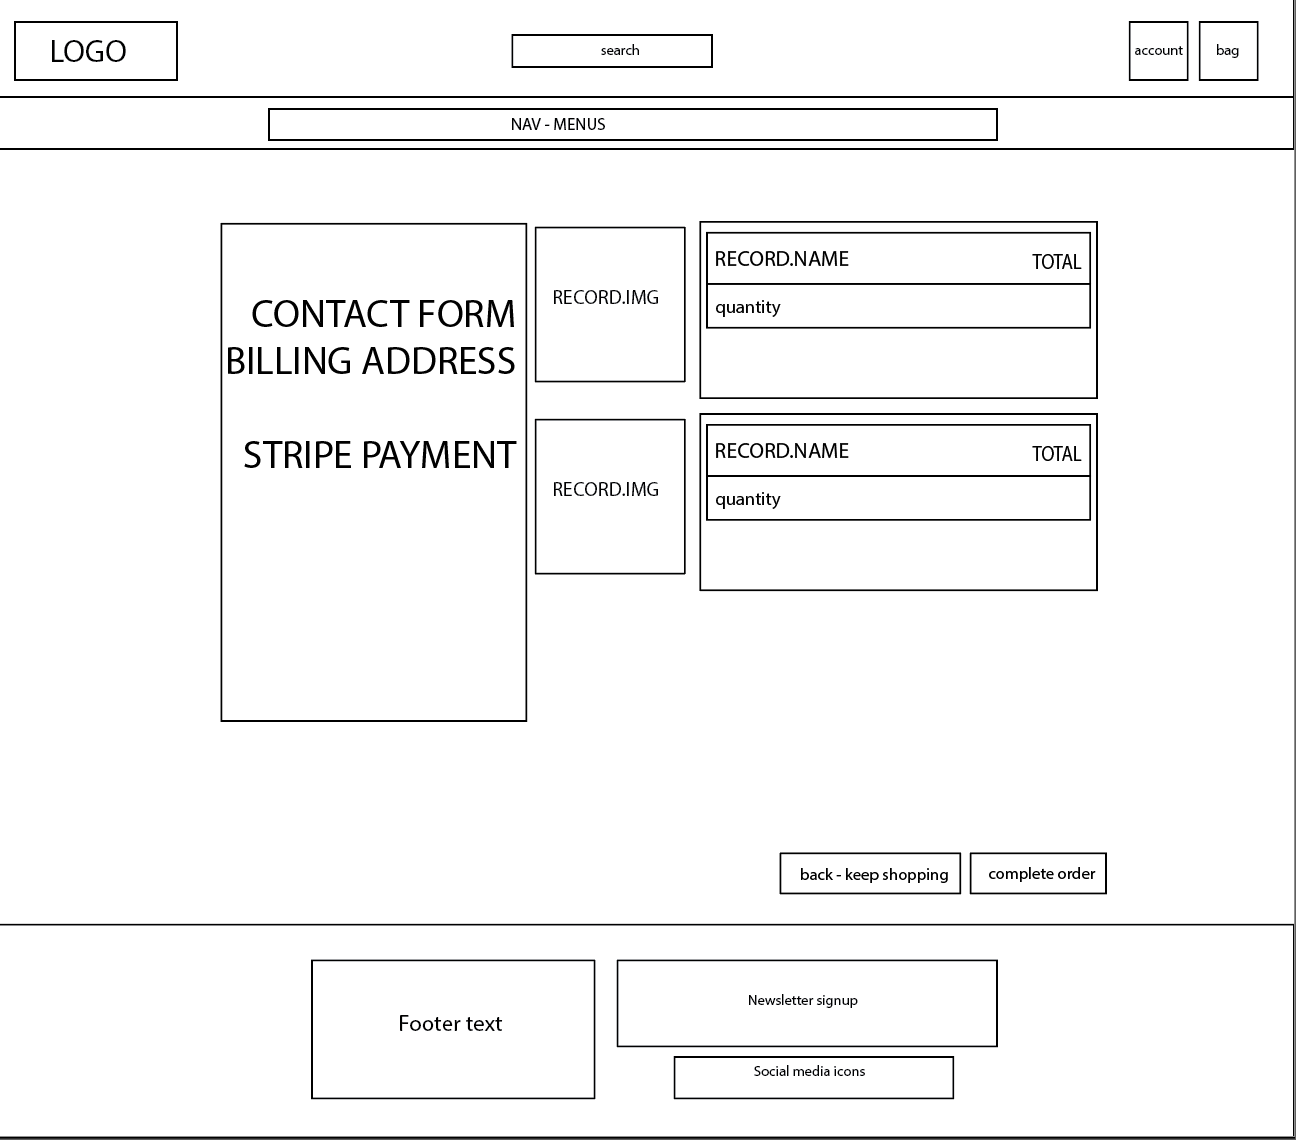 LOGO
search
account
bag
NAV - MENUS
CONTACT FORM
BILLING ADDRESS
STRIPE PAYMENT
RECORD.IMG
RECORD.NAME
TOTAL
quantity
RECORD.IMG
RECORD.NAME
TOTAL
quantity
back - keep shopping
complete order
Footer text
Newsletter signup
Social media icons